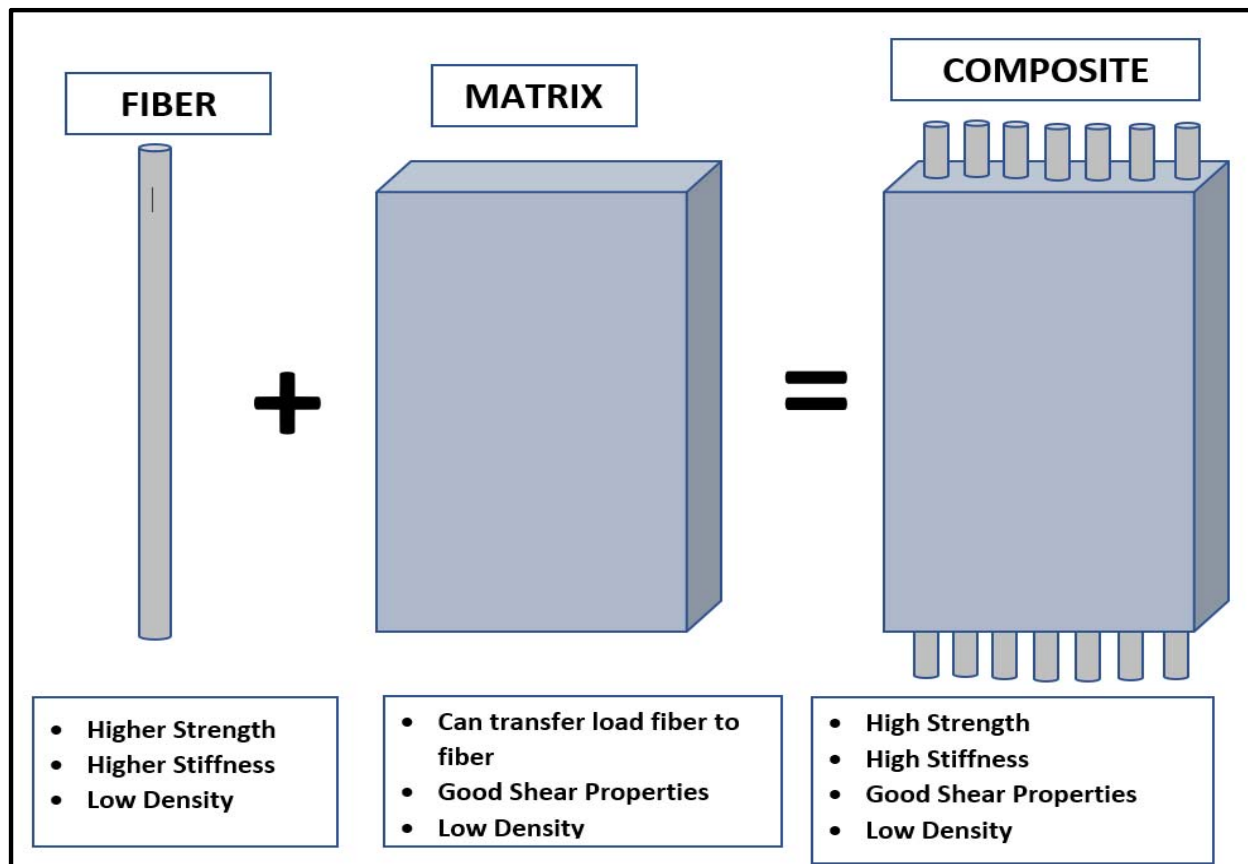 FIBER
MATRIX
COMPOSITE
+
=
• Higher Strength
• Higher Stiffness
• Low Density
• Can transfer load fiber to
fiber
• Good Shear Properties
• Low Density
• High Strength
• High Stiffness
• Good Shear Properties
• Low Density